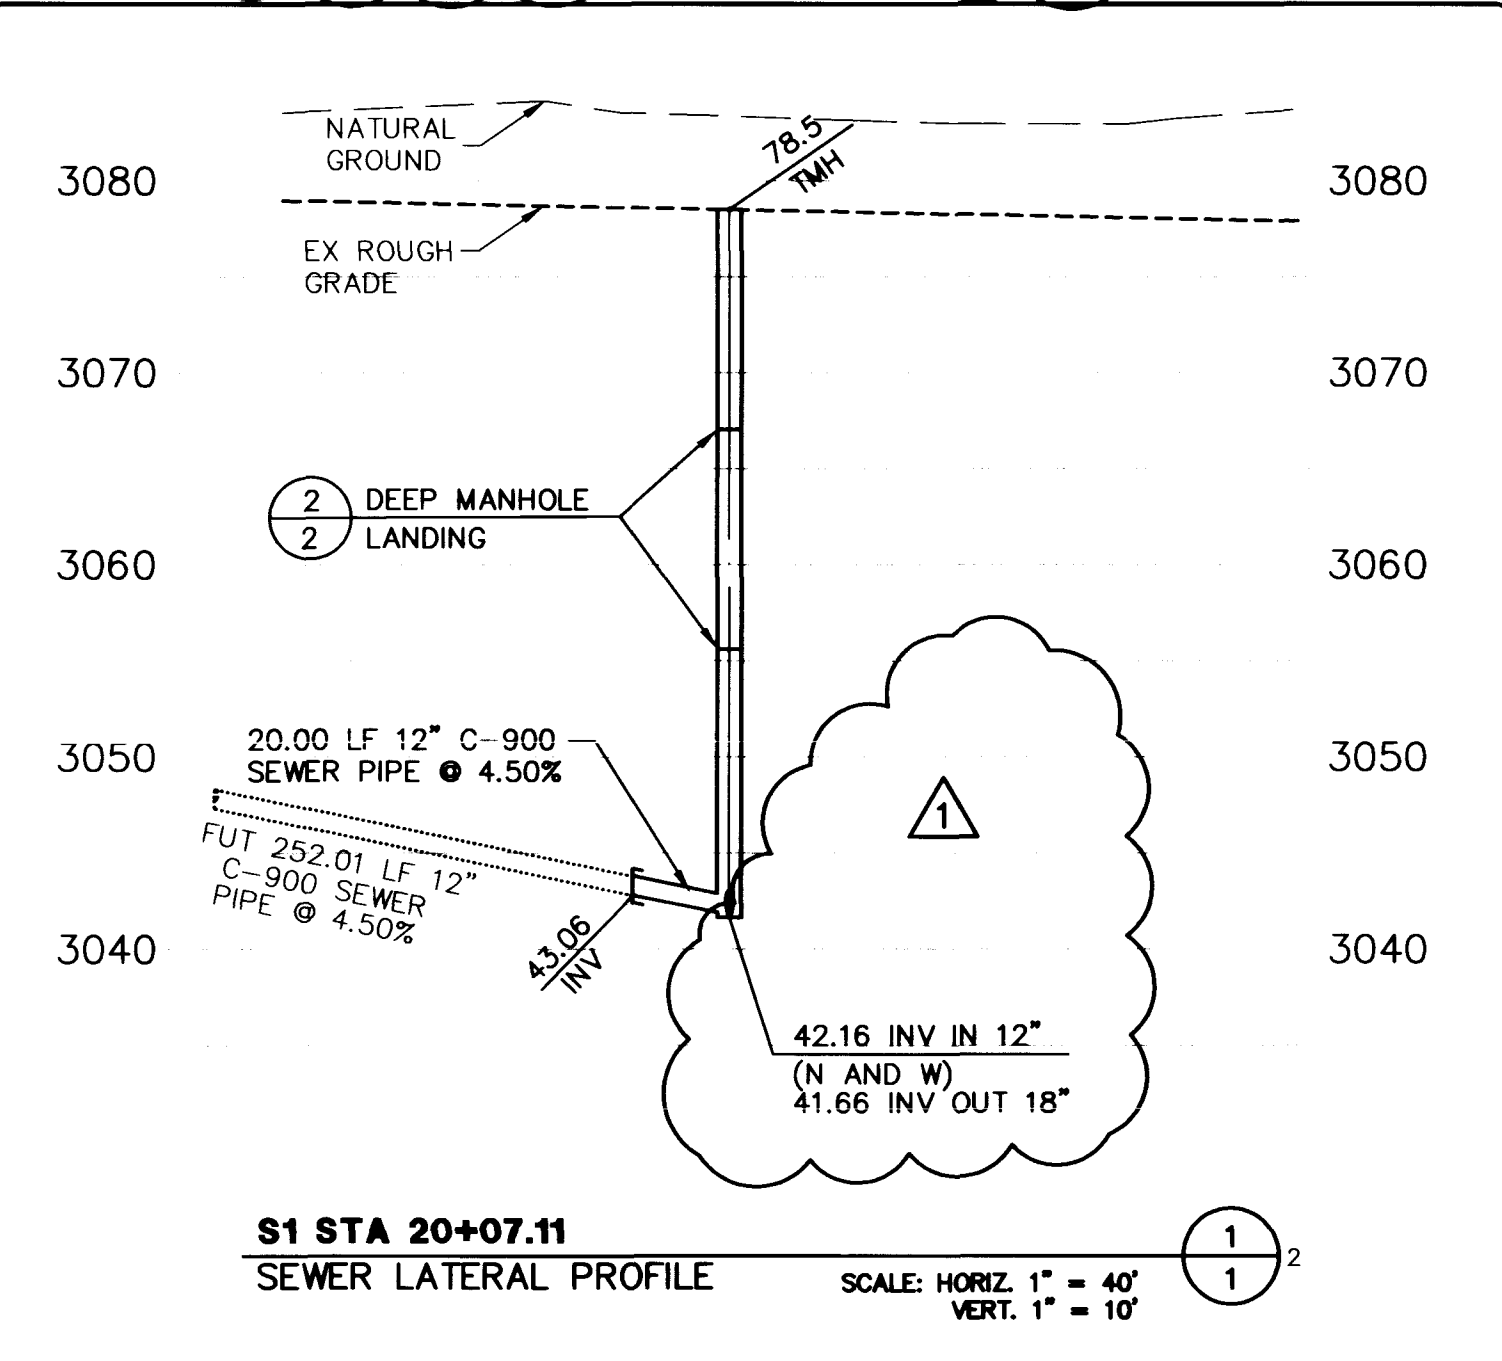 NATURAL
GROUND
78.5
TMH
3080
3080
EX ROUGH
GRADE
3070
3070
2
2
DEEP MANHOLE
LANDING
3060
3060
20.00 LF 12" C-900
SEWER PIPE @ 4.50%
3050
3050
1
FUT 252.01 LF 12"
C-900 SEWER
PIPE @ 4.50%
43.06
INV
3040
3040
42.16 INV IN 12"
(N AND W)
41.66 INV OUT 18"
S1 STA 20+07.11
SEWER LATERAL PROFILE
SCALE: HORIZ. 1" = 40'
VERT. 1" = 10'
1
1
2